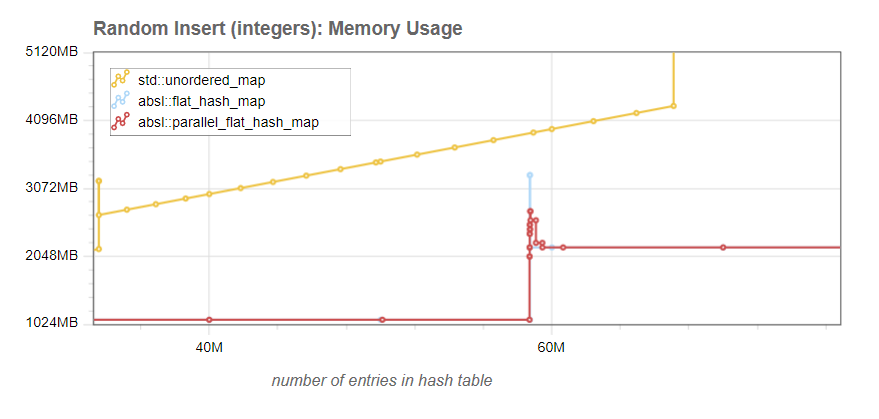 Random Insert (integers): Memory Usage
5120MB
std::unordered_map
absl::flat_hash_map
absl::parallel_flat_hash_map
4096MB
3072MB
2048MB
1024MB
40M
60M
number of entries in hash table